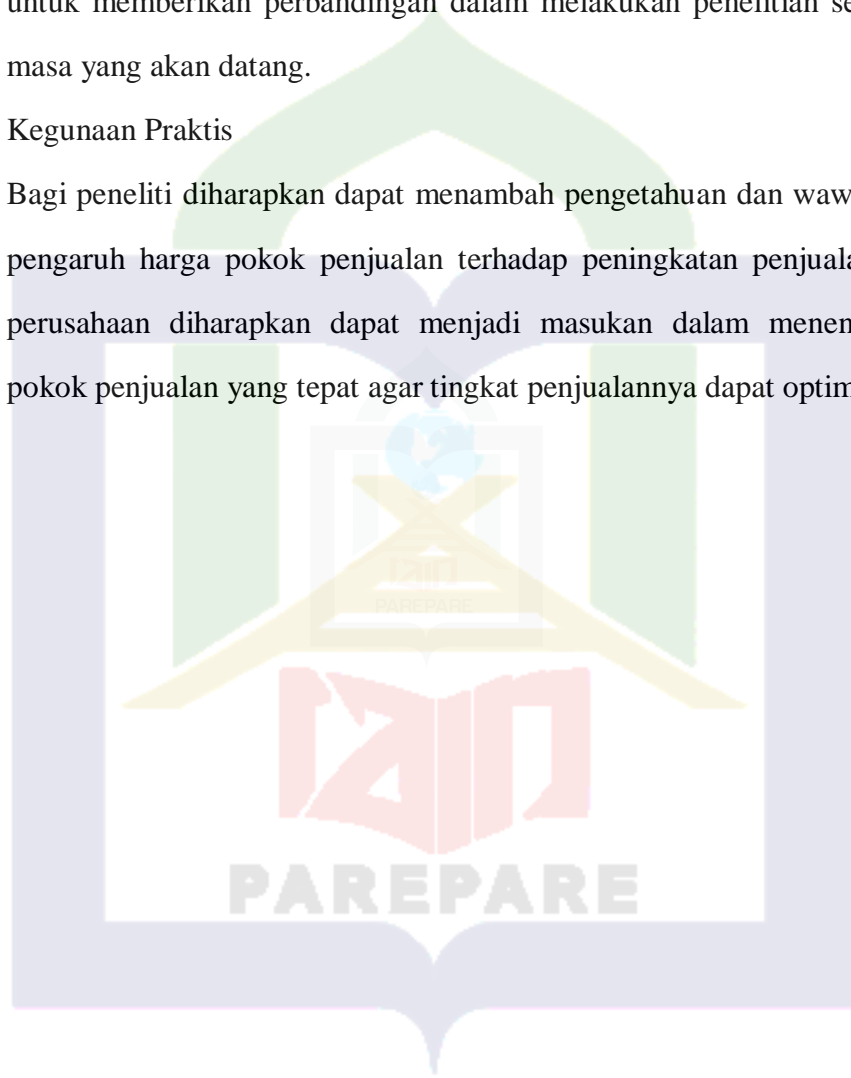 untuk memberikan perbandingan dalam melakukan penelitian se
masa yang akan datang.
Kegunaan Praktis
Bagi peneliti diharapkan dapat menambah pengetahuan dan waw
pengaruh harga pokok penjualan terhadap peningkatan penjuala
perusahaan diharapkan dapat menjadi masukan dalam menen
pokok penjualan yang tepat agar tingkat penjualannya dapat optim
PAREPARE
PAREPARE